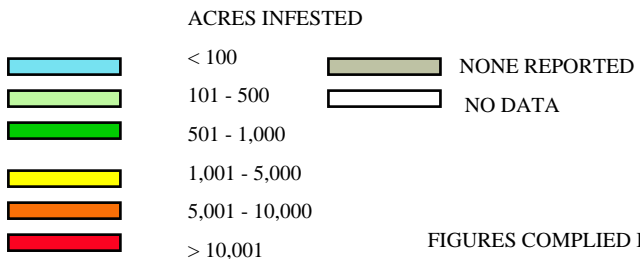 ACRES INFESTED
< 100
101 - 500
501 - 1,000
1,001 - 5,000
5,001 - 10,000
> 10,001
NONE REPORTED
NO DATA
FIGURES COMPLIED